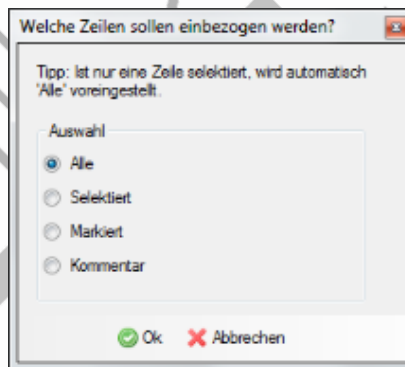 Welche Zeilen sollen einbezogen werden?
Tipp: Ist nur eine Zeile selektiert, wird automatisch
"Alle" voreingestellt.
Auswahl
Alle
Selektiert
Markiert
Kommentar
Ok Abbrechen